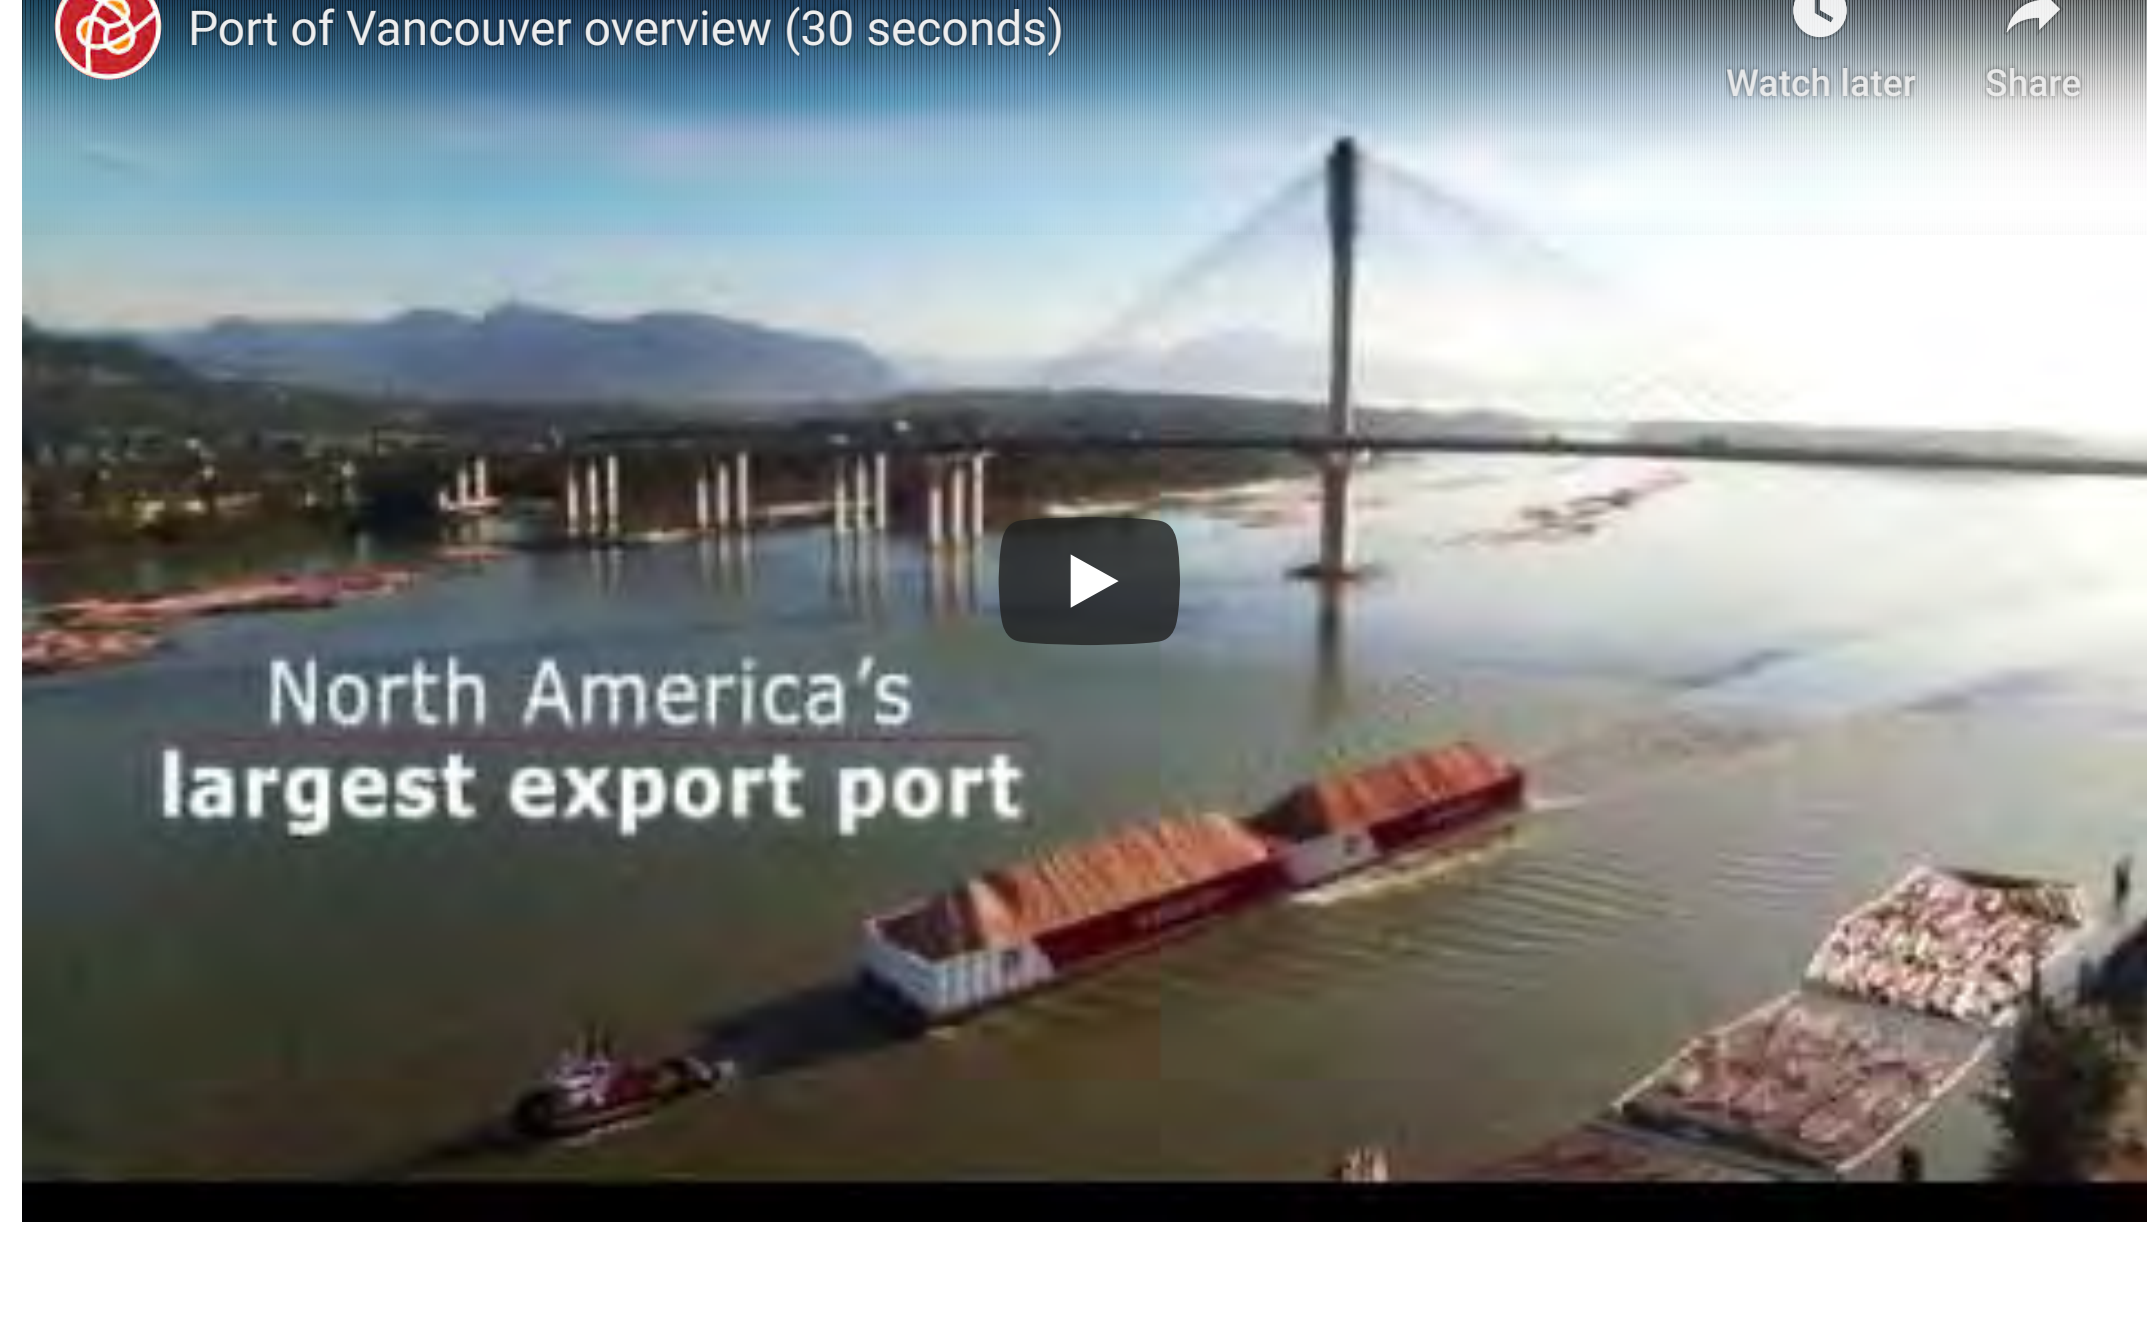 Port of Vancouver overview (30 seconds)
Watch later
Share
North America’s
largest export port